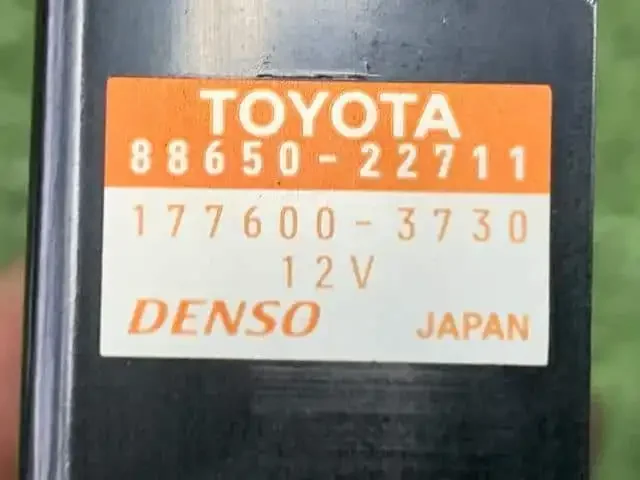 TOYOTA
88650-22711
177600-3730
12V
DENSO JAPAN